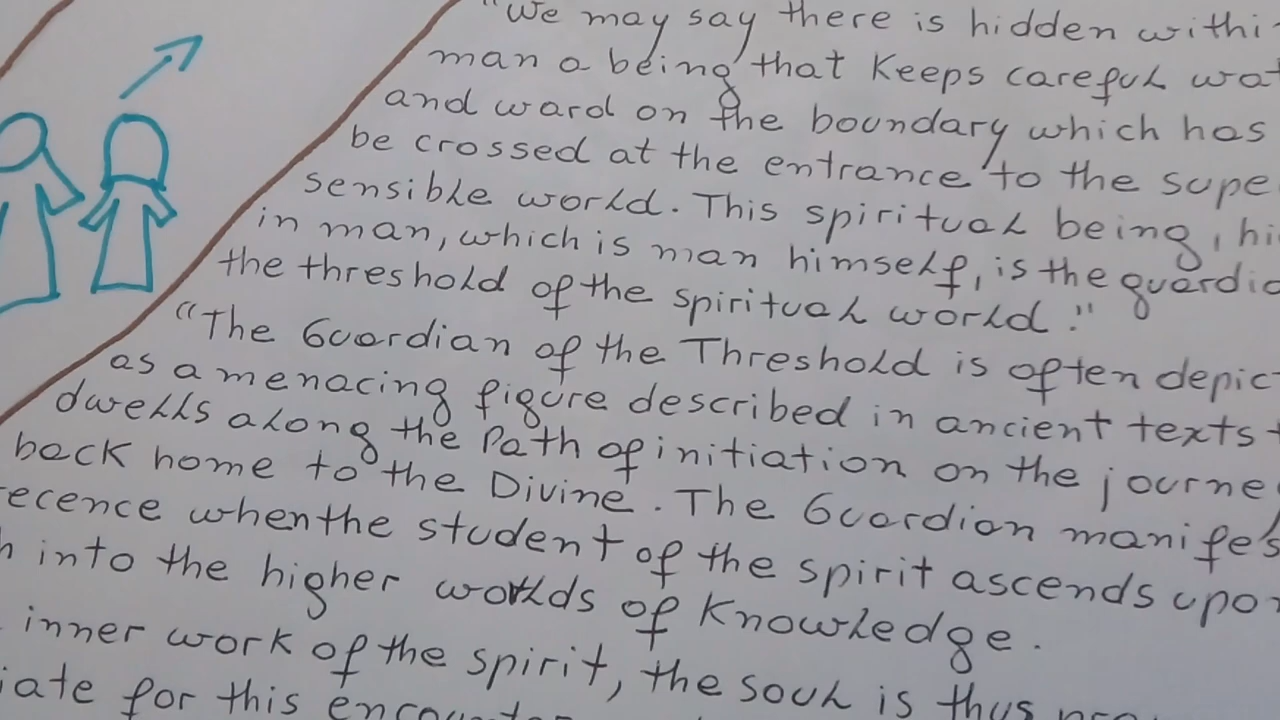 "We may say there is hidden withi
man a being that keeps careful wat
and ward on the boundary which has
be crossed at the entrance to the supe
sensible world. This spiritual being, hi
in man, which is man himself, is the guardia
the threshold of the spiritual world."
"The Guardian of the Threshold is often depic
as a menacing figure described in ancient texts
dwells along the Path of initiation on the journe
back home to the Divine. The Guardian manifes
ecence when the student of the spirit ascends upon
into the higher worlds of Knowledge.
inner work of the spirit, the soul is thus
iate for this encounter